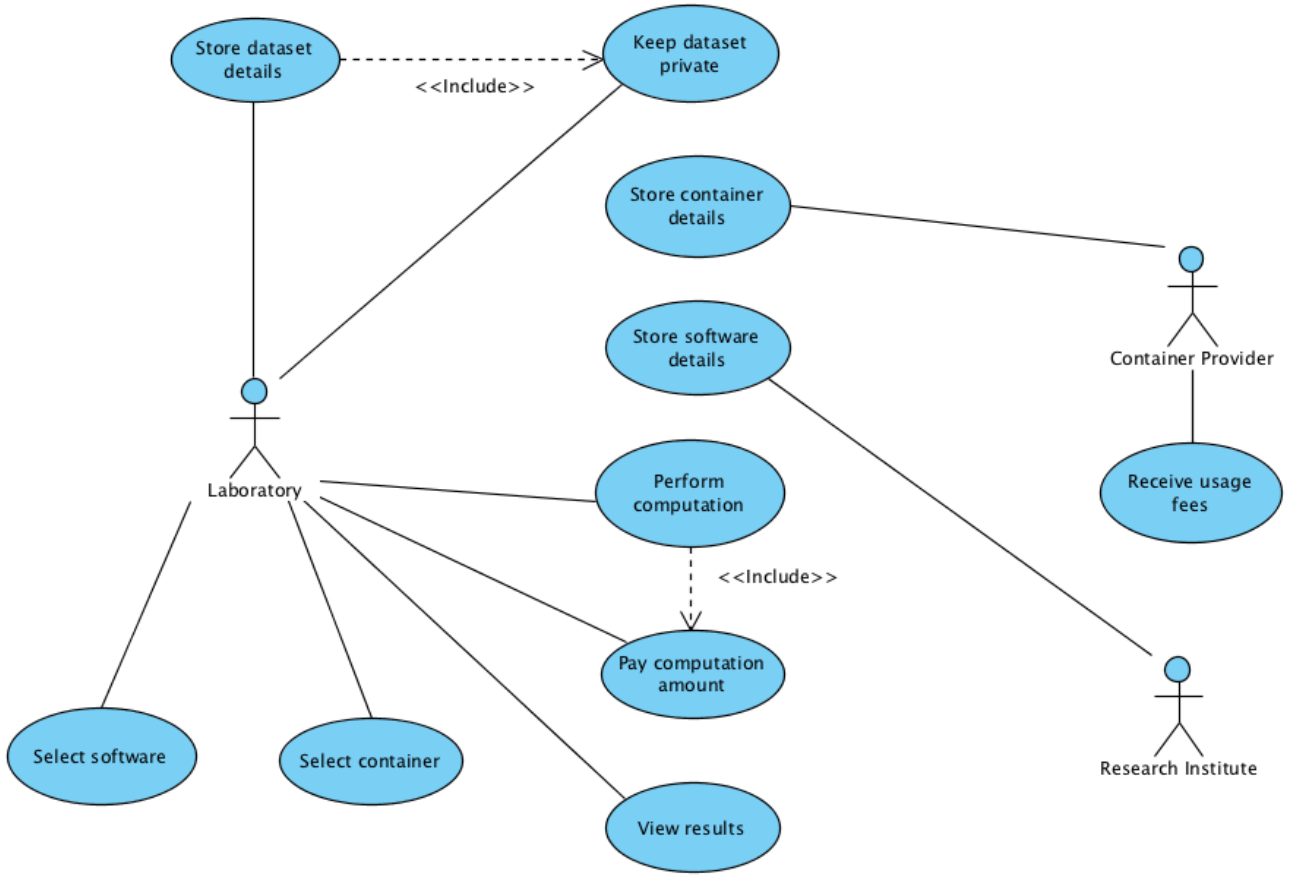 Store dataset
details
<<Include>>
Keep dataset
private
Store container
details
Store software
details
Container Provider
Receive usage
fees
Laboratory
Perform
computation
<<Include>>
Pay computation
amount
Select software
Select container
View results
Research Institute